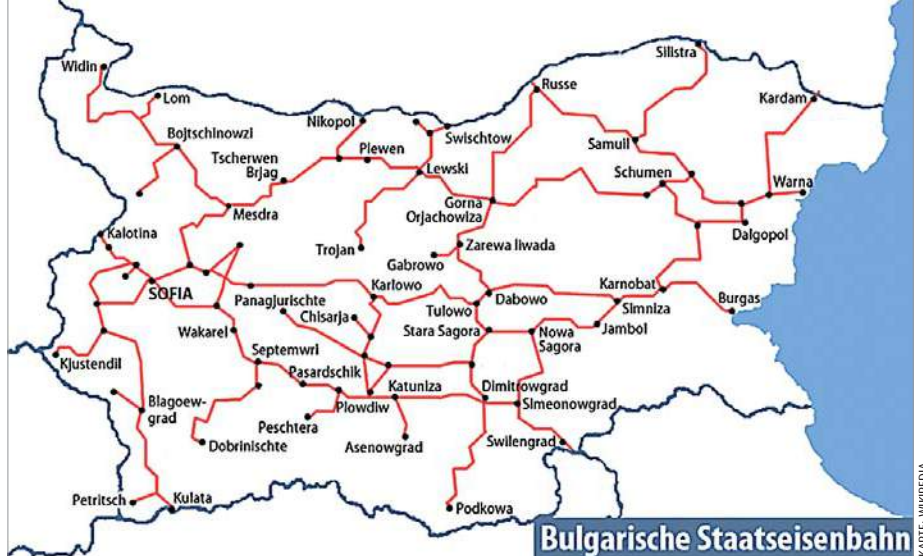 Silistra
Widin
Russe
Lom
Kardam
Nikopol
Swischtow
Bojtschinowzi
Samuil
Tscherwen
Brjag
Plewen
Lewski
Schumen
Warna
Mesdra
Gorna
Orjachowiza
Kalotina
Dalgopol
Trojan
Zarewa liwada
Gabrowo
SOFIA
Karlowo
Karnobat
Panagjurischte
Dabowo
Simniza
Burgas
Chisarja
Tulowo
Wakarel
Stara Sagora
Nowa
Sagora
Jambol
Septemwri
Kjustendil
Pasardschik
Katuniza
Dimitrowgrad
Blagoew-
grad
Plowdiw
Simeonowgrad
Peschtera
Dobrinischte
Asenowgrad
Swilengrad
Petritsch
Kulata
Podkowa
Bulgarische Staatseisenbahn
KARTE: WIKIPEDIA